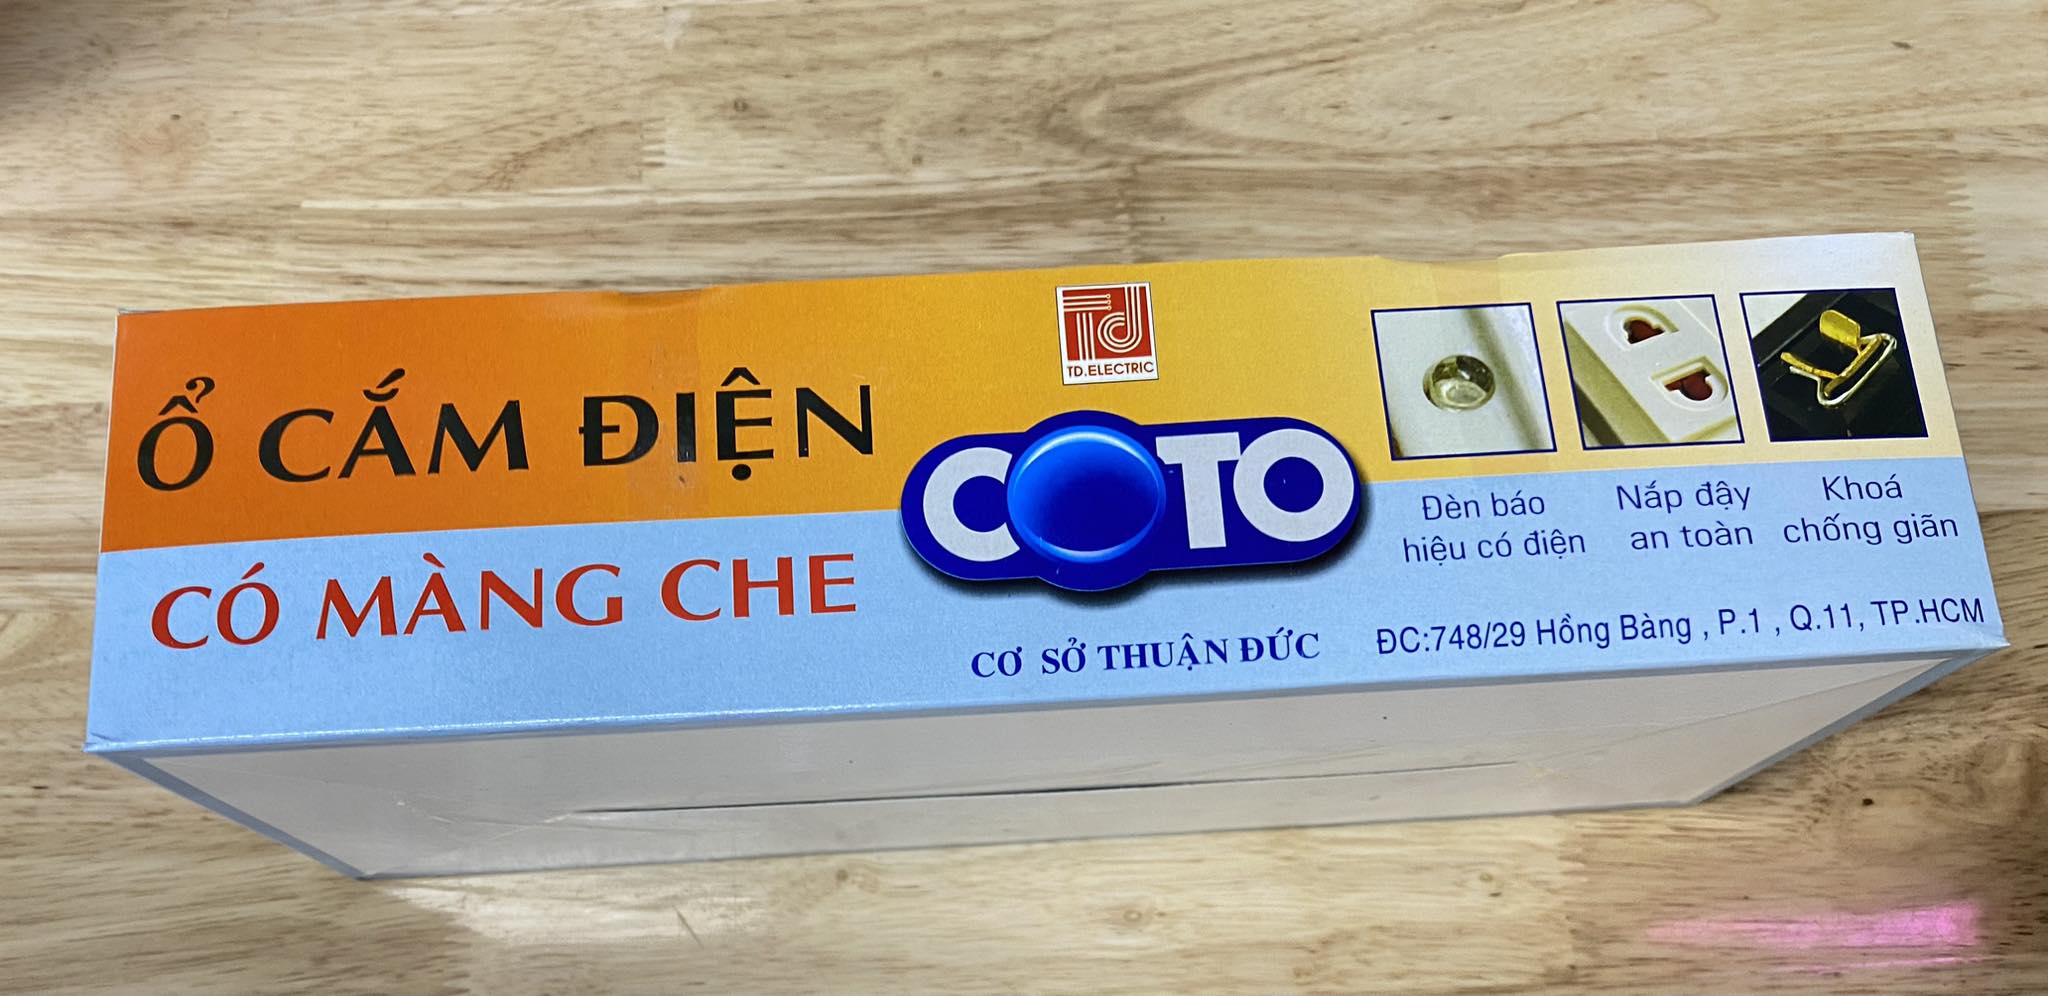 Ổ CẮM ĐIỆN
CÓ MÀNG CHE
TD
TD.ELECTRIC
COTO
CƠ SỞ THUẬN ĐỨC
Đèn báo
hiệu có điện
Nắp đậy
an toàn
Khoá
chống giãn
ĐC:748/29 Hồng Bàng , P.1 , Q.11, TP.HCM